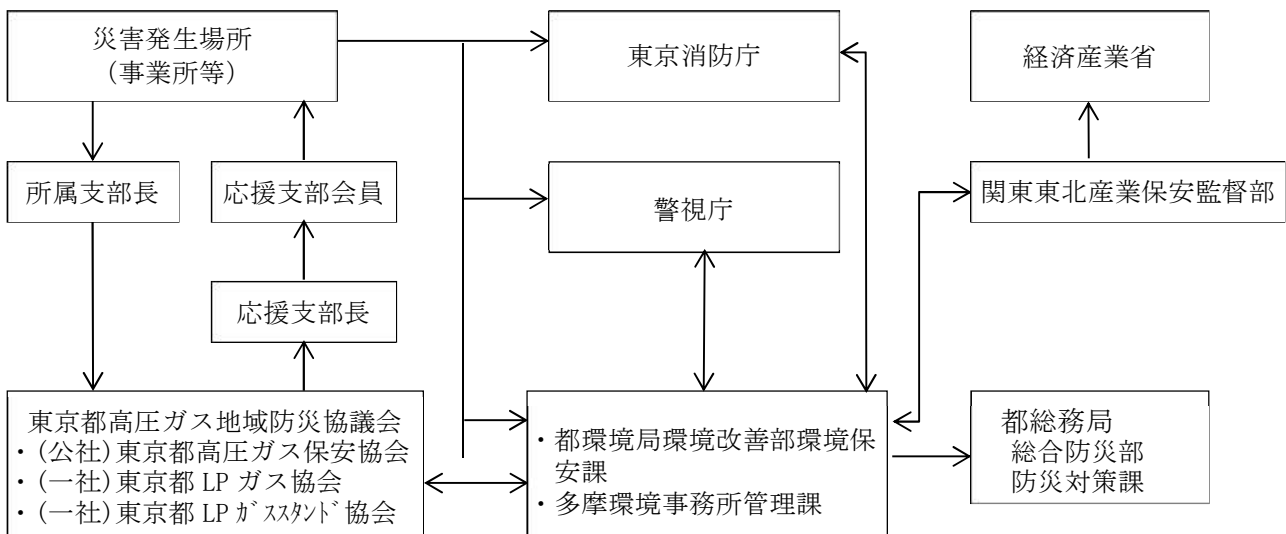 災害発生場所
（事業所等）
東京消防庁
経済産業省
所属支部長
応援支部会員
警視庁
関東東北産業保安監督部
応援支部長
東京都高圧ガス地域防災協議会
・（公社）東京都高圧ガス保安協会
・（一社）東京都 LP ガス協会
・（一社）東京都 LP ｶﾞｽｽﾀﾝﾄﾞ協会
・都環境局環境改善部環境保
安課
・多摩環境事務所管理課
都総務局
総合防災部
防災対策課